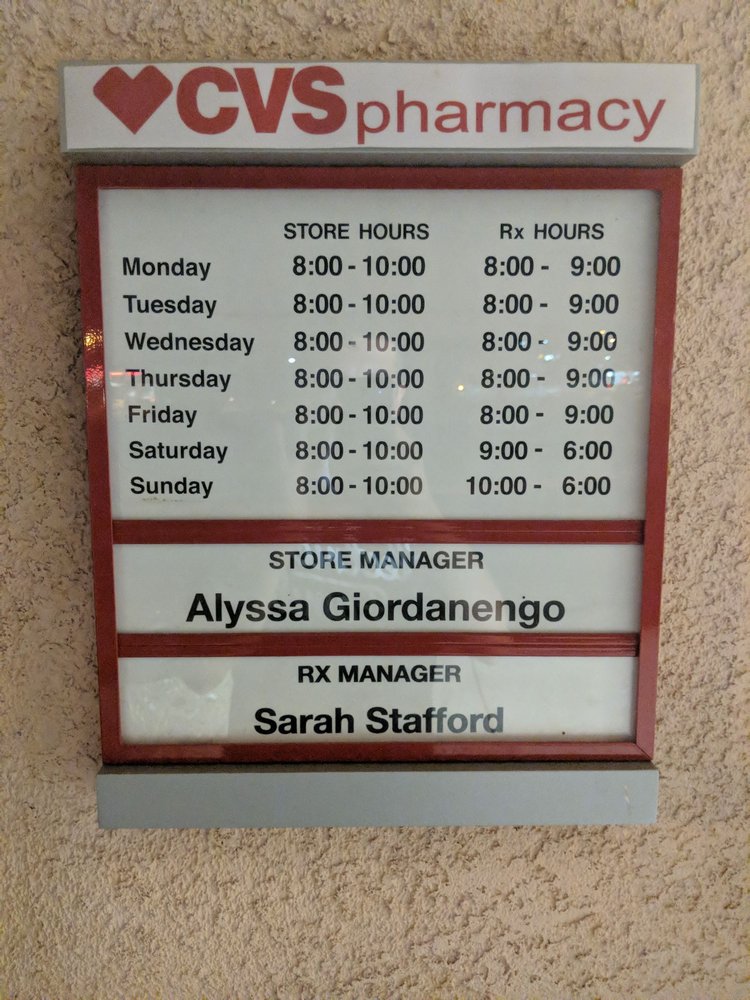 CVS pharmacy
STORE HOURS Rx HOURS
Monday 8:00 - 10:00 8:00 - 9:00
Tuesday 8:00 - 10:00 8:00 - 9:00
Wednesday 8:00 - 10:00 8:00 - 9:00
Thursday 8:00 - 10:00 8:00 - 9:00
Friday 8:00 - 10:00 8:00 - 9:00
Saturday 8:00 - 10:00 9:00 - 6:00
Sunday 8:00 - 10:00 10:00 - 6:00
STORE MANAGER
Alyssa Giordanengo
RX MANAGER
Sarah Stafford